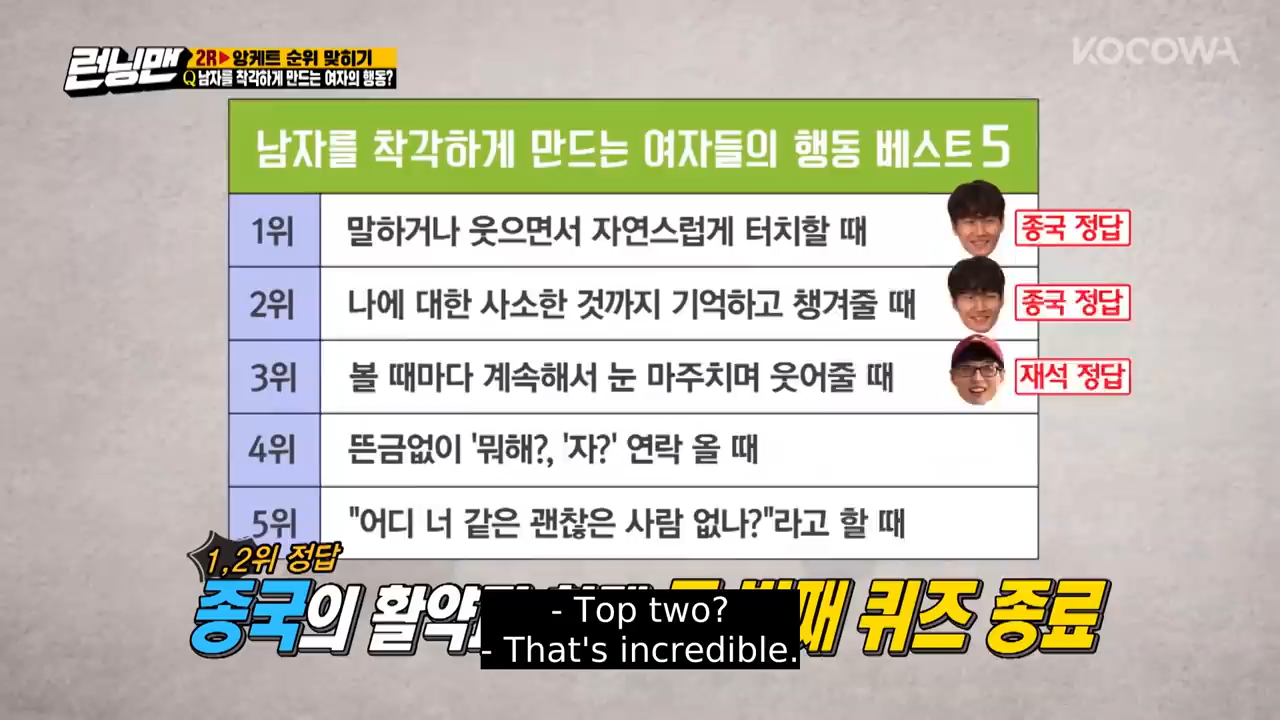 런닝맨
2R▶앙케트 순위 맞히기
Q 남자를 착각하게 만드는 여자의 행동?
KOCOWA
남자를 착각하게 만드는 여자들의 행동 베스트 5
1위 말하거나 웃으면서 자연스럽게 터치할 때 종국 정답
2위 나에 대한 사소한 것까지 기억하고 챙겨줄 때 종국 정답
3위 볼 때마다 계속해서 눈 마주치며 웃어줄 때 재석 정답
4위 뜬금없이 '뭐해?, '자?' 연락 올 때
5위 "어디 너 같은 괜찮은 사람 없나?"라고 할 때
1,2위 정답
종국의 퀴즈 종료
- Top two?
- That's incredible.